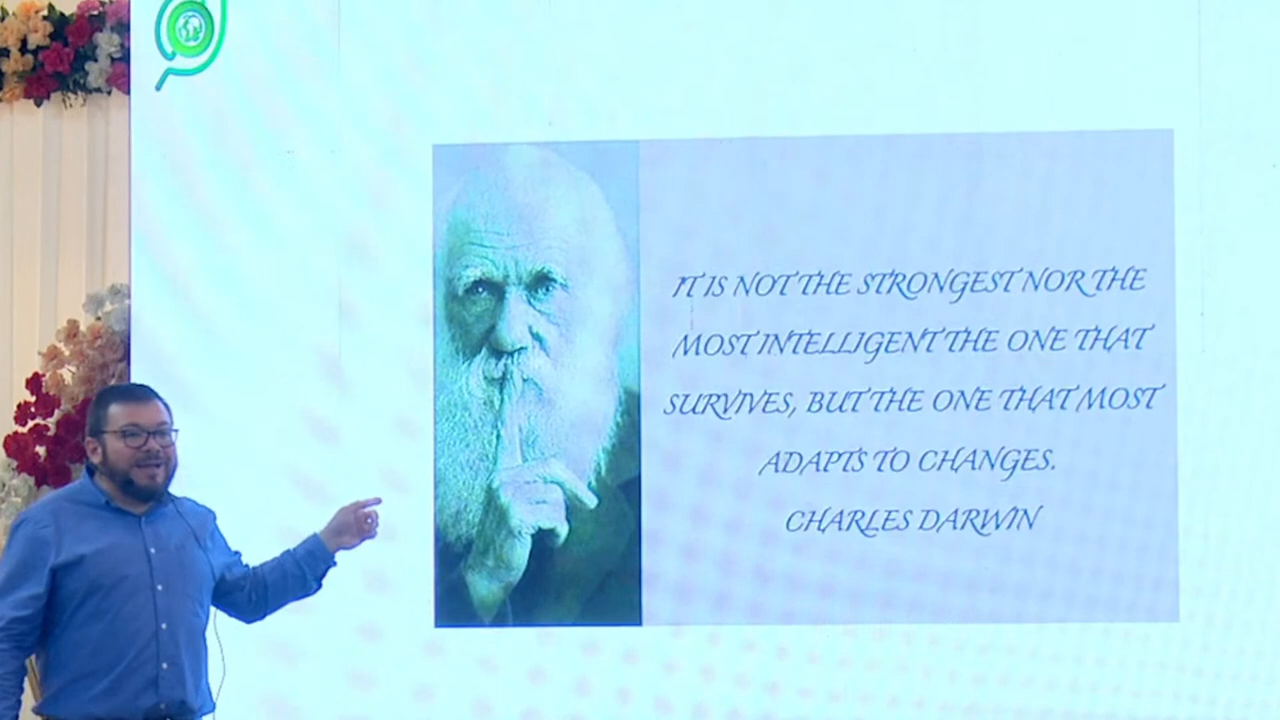 IT IS NOT THE STRONGEST NOR THE
MOST INTELLIGENT THE ONE THAT
SURVIVES, BUT THE ONE THAT MOST
ADAPTS TO CHANGES.
CHARLES DARWIN